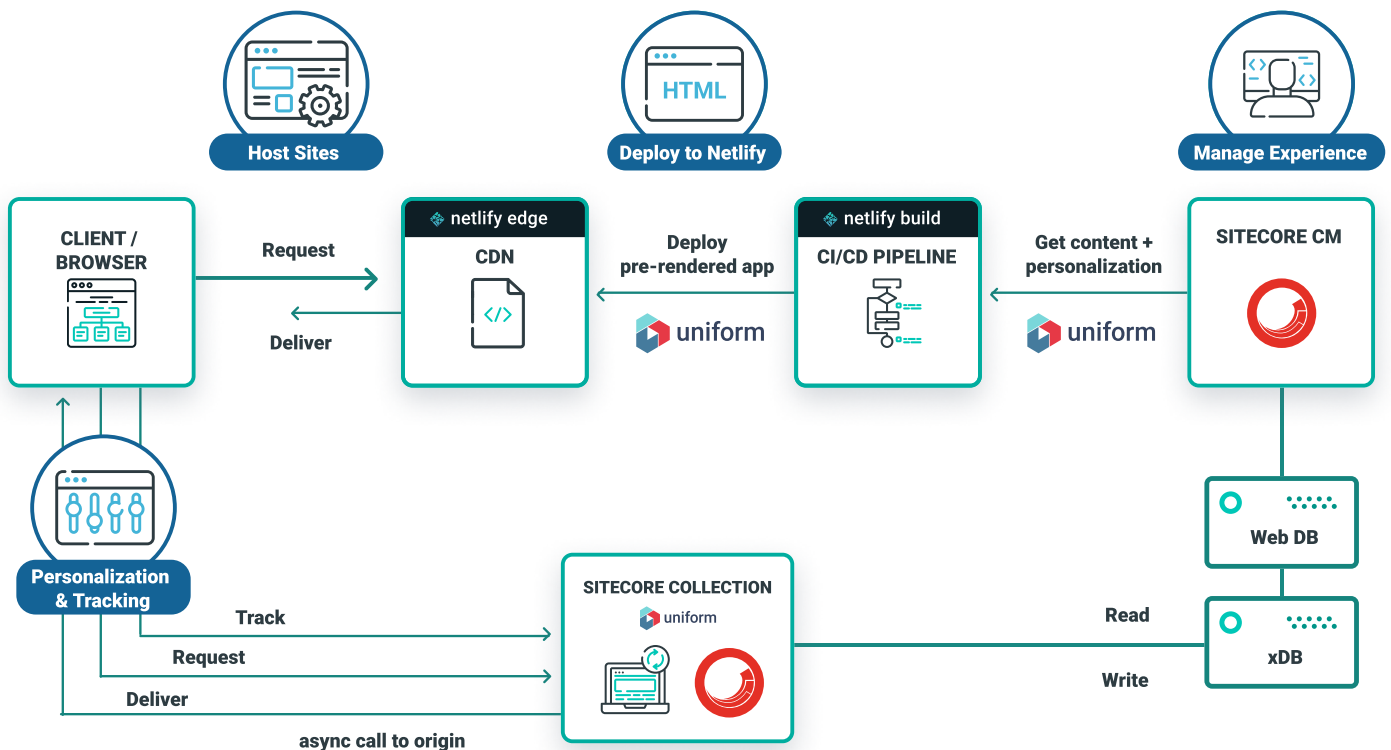 HTML
Host Sites
Deploy to Netlify
Manage Experience
CLIENT /
BROWSER
Request
Deliver
netlify edge
CDN
</>
Deploy
pre-rendered app
uniform
netlify build
CI/CD PIPELINE
Get content +
personalization
uniform
SITECORE CM
Web DB
xDB
Personalization
& Tracking
Track
Request
Deliver
async call to origin
SITECORE COLLECTION
uniform
Read
Write